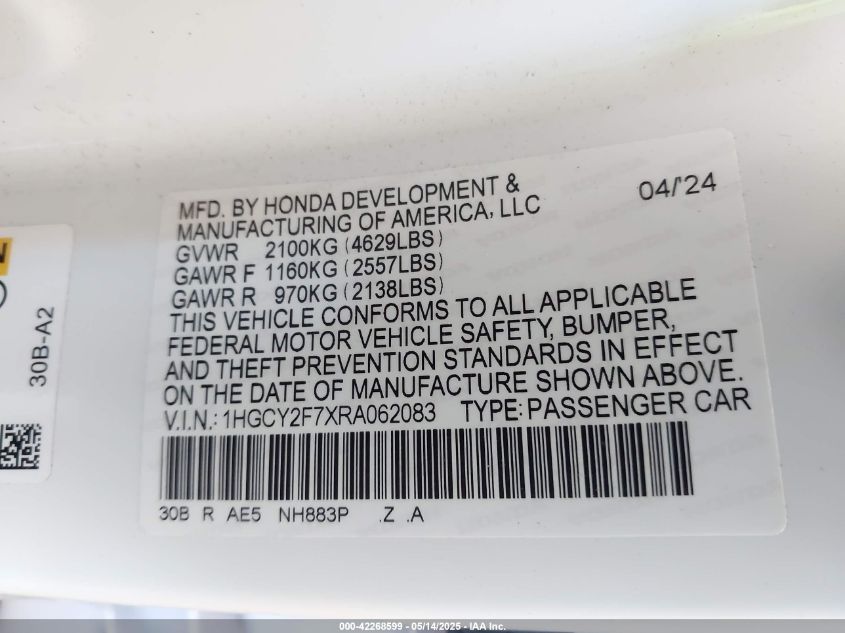 MFD. BY HONDA DEVELOPMENT &
MANUFACTURING OF AMERICA, LLC
04/'24
GVWR 2100KG (4629LBS)
GAWR F 1160KG (2557LBS)
GAWR R 970KG (2138LBS)
THIS VEHICLE CONFORMS TO ALL APPLICABLE
FEDERAL MOTOR VEHICLE SAFETY, BUMPER,
AND THEFT PREVENTION STANDARDS IN EFFECT
ON THE DATE OF MANUFACTURE SHOWN ABOVE.
V.I.N.: 1HGCY2F7XRA062083 TYPE: PASSENGER CAR
30B R AE5 NH883P .Z .A
30B-A2
000-42268599 — 05/14/2025 — IAA Inc.